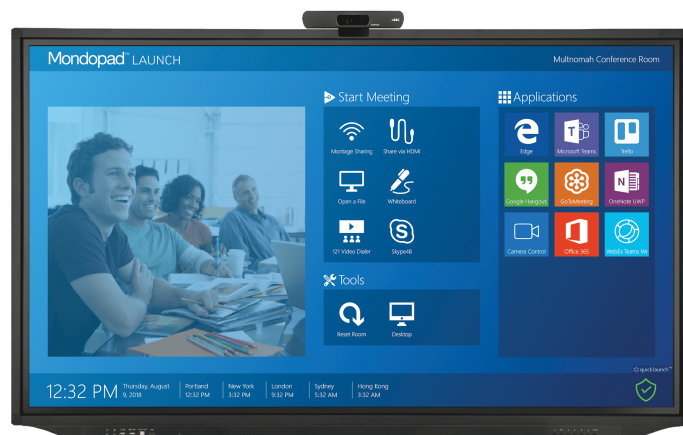 4K
Mondopad™ LAUNCH
Multnomah Conference Room
Start Meeting
Montage Sharing
Share via HDMI
Open a File
Whiteboard
121 Video Dialer
Skype4B
Tools
Reset Room
Desktop
Applications
Edge
Microsoft Teams
Trello
Google Hangout
GoToMeeting
OneNote UWP
Camera Control
Office 365
WebEx Teams Wi
quicklaunch™
12:32 PM
Thursday, August
9, 2018
Portland
12:32 PM
New York
3:32 PM
London
9:32 PM
Sydney
5:32 AM
Hong Kong
3:32 AM